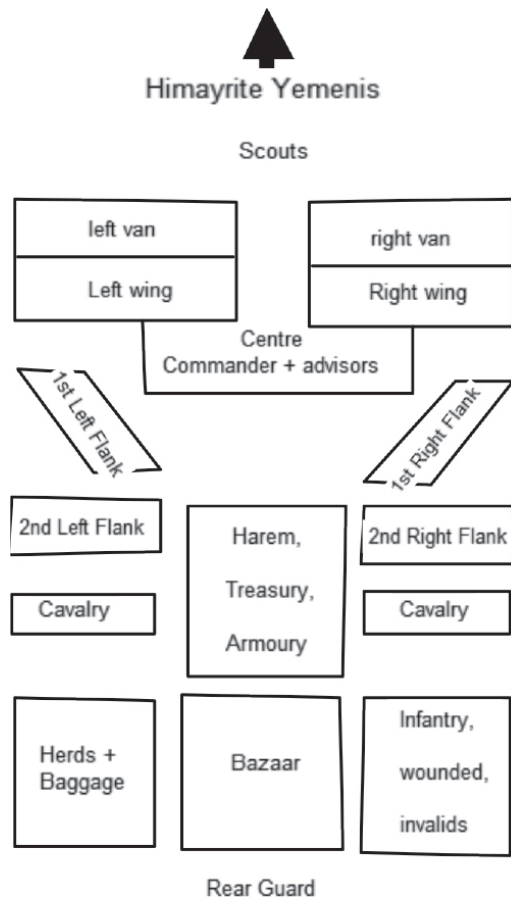 Himayrite Yemenis
Scouts
left van
right van
Left wing
Right wing
Centre
Commander + advisors
1st Left Flank
1st Right Flank
2nd Left Flank
Harem,
2nd Right Flank
Treasury,
Cavalry
Cavalry
Armoury
Herds +
Baggage
Bazaar
Infantry,
wounded,
invalids
Rear Guard